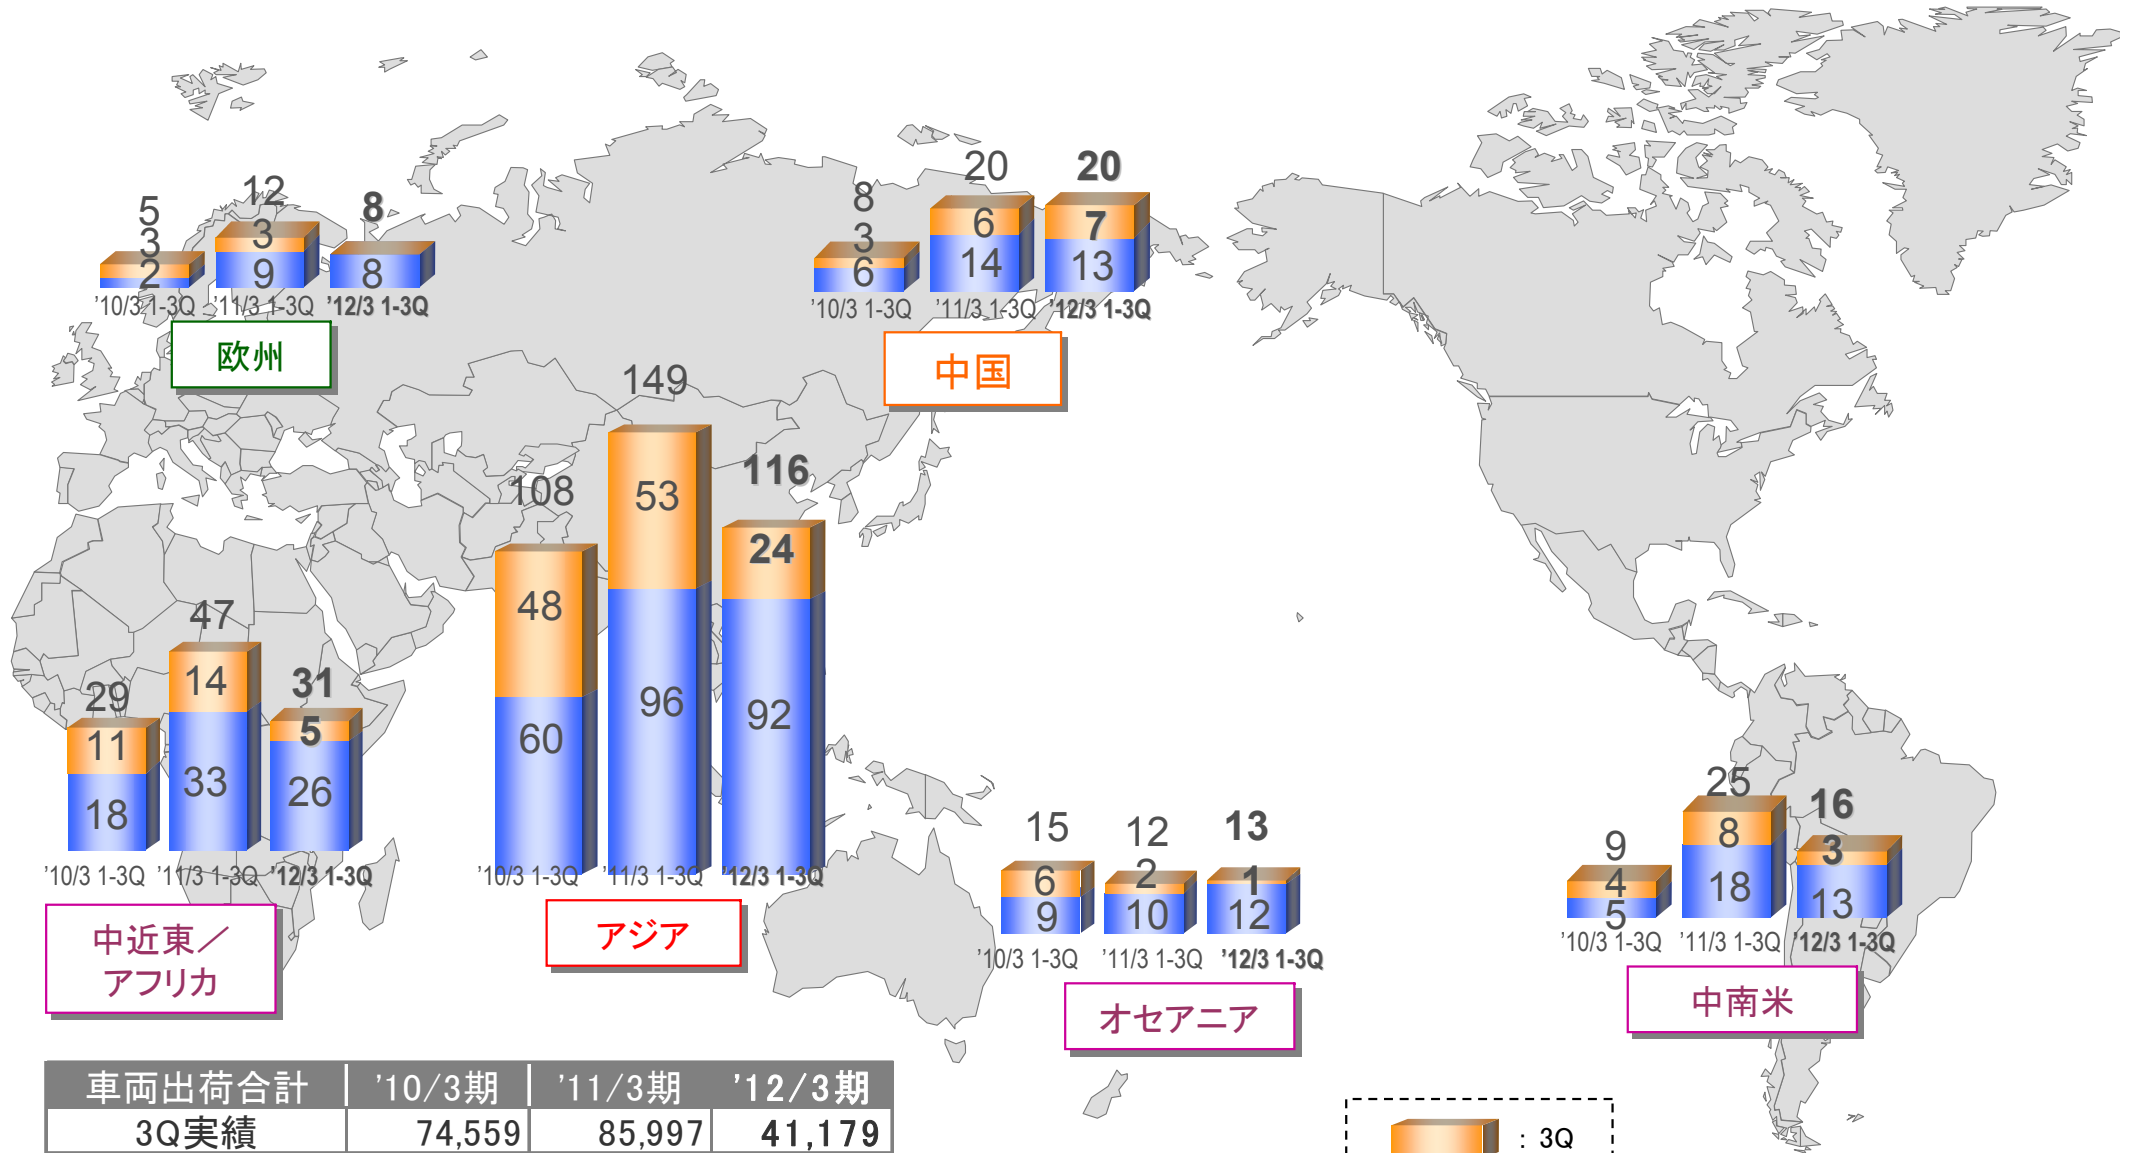 5
3
2
12
3
9
8
8
'10/3 1-3Q
'11/3 1-3Q
'12/3 1-3Q
欧州
8
3
6
20
6
14
20
7
13
'10/3 1-3Q
'11/3 1-3Q
'12/3 1-3Q
中国
29
11
18
47
14
33
31
5
26
'10/3 1-3Q
'11/3 1-3Q
'12/3 1-3Q
中近東／
アフリカ
108
48
60
149
53
96
116
24
92
'10/3 1-3Q
'11/3 1-3Q
'12/3 1-3Q
アジア
15
6
9
12
2
10
13
1
12
'10/3 1-3Q
'11/3 1-3Q
'12/3 1-3Q
オセアニア
9
4
5
25
8
18
16
3
13
'10/3 1-3Q
'11/3 1-3Q
'12/3 1-3Q
中南米
車両出荷合計 '10/3期 '11/3期 '12/3期
3Q実績 74,559 85,997 41,179
: 3Q